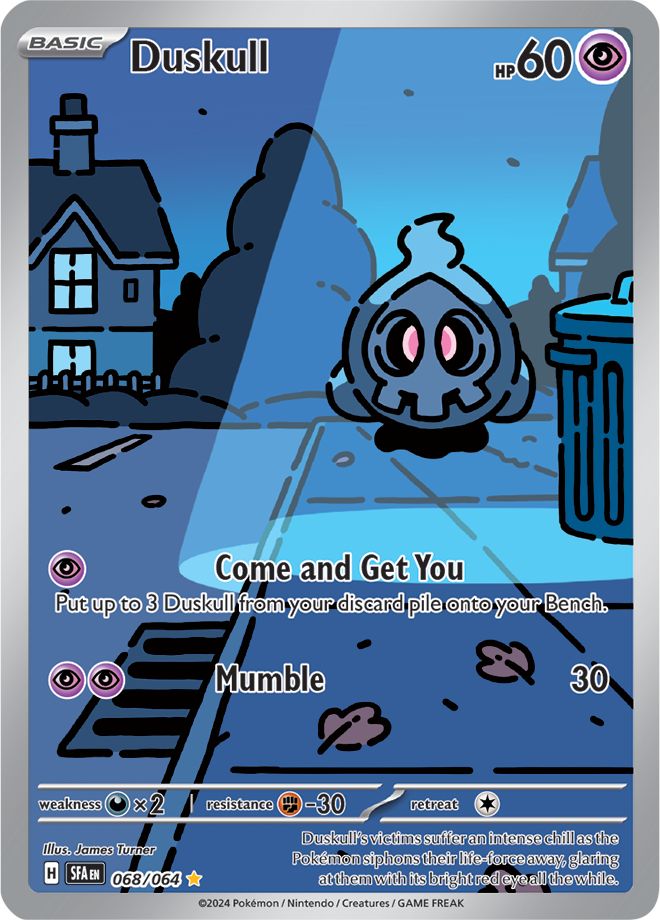 BASIC
Duskull
HP60
Come and Get You
Put up to 3 Duskull from your discard pile onto your Bench.
Mumble 30
weakness ×2 resistance -30 retreat
Illus. James Turner
Duskull's victims suffer an intense chill as the
Pokémon siphons their life-force away, glaring
at them with its bright red eye all the while.
H SFA EN 068/064
©2024 Pokémon / Nintendo / Creatures / GAME FREAK